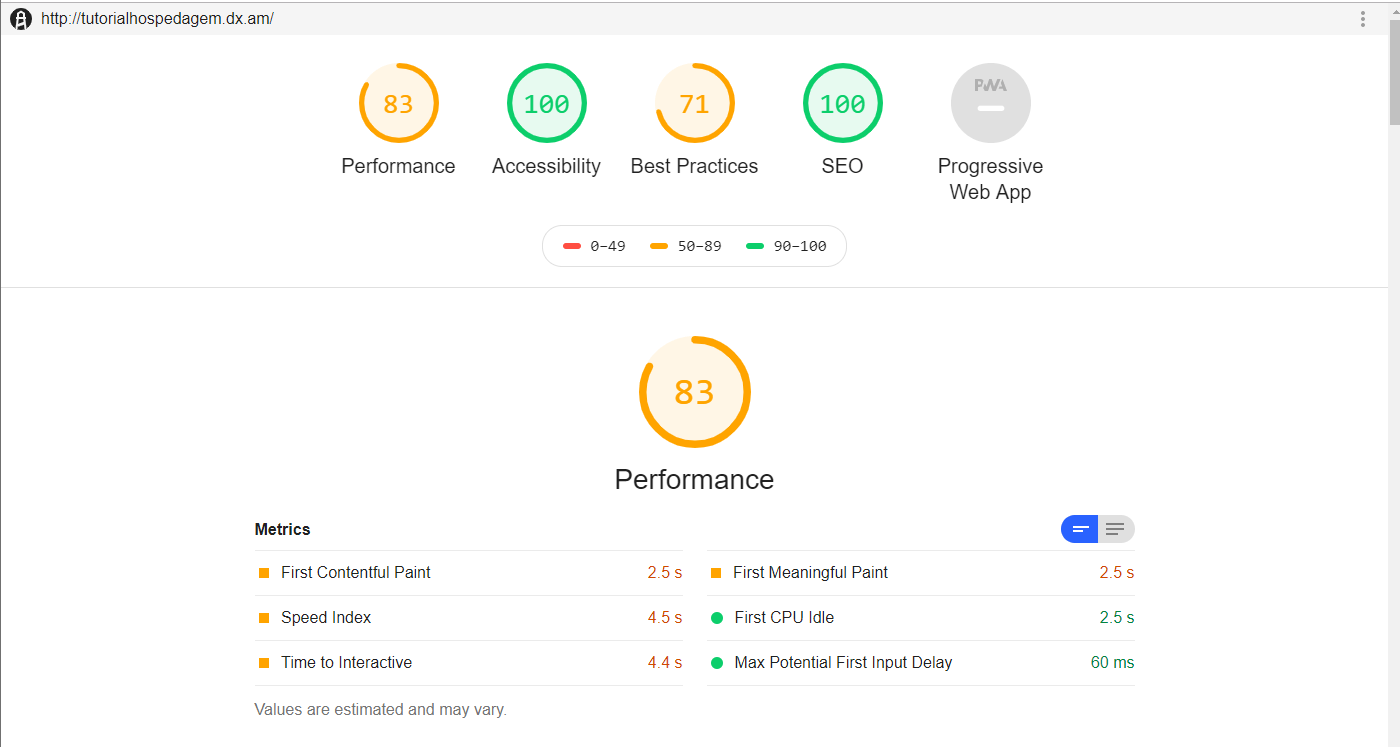 http://tutorialhospedagem.dx.am/
83 100 71 100 PWA
Performance Accessibility Best Practices SEO Progressive
Web App
0–49 50–89 90–100
83
Performance
Metrics
First Contentful Paint 2.5 s First Meaningful Paint 2.5 s
Speed Index 4.5 s First CPU Idle 2.5 s
Time to Interactive 4.4 s Max Potential First Input Delay 60 ms
Values are estimated and may vary.